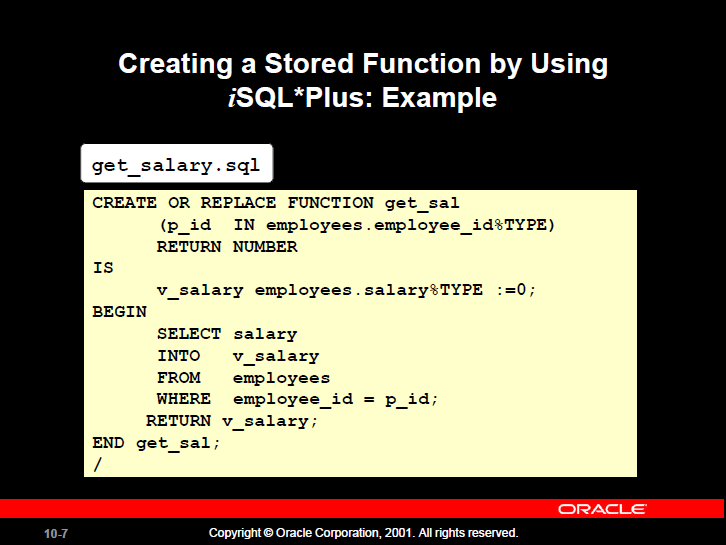 Creating a Stored Function by Using
iSQL*Plus: Example
get_salary.sql
CREATE OR REPLACE FUNCTION get_sal
(p_id IN employees.employee_id%TYPE)
RETURN NUMBER
IS
v_salary employees.salary%TYPE :=0;
BEGIN
SELECT salary
INTO v_salary
FROM employees
WHERE employee_id = p_id;
RETURN v_salary;
END get_sal;
/
ORACLE
10-7
Copyright © Oracle Corporation, 2001. All rights reserved.